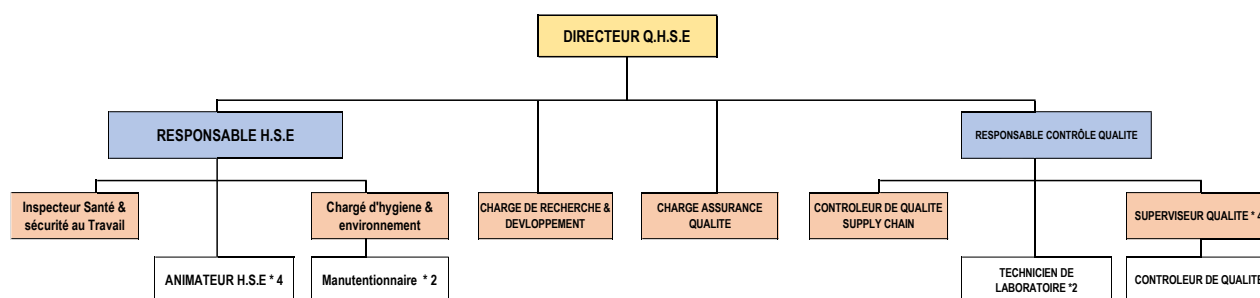 DIRECTEUR Q.H.S.E
RESPONSABLE H.S.E
RESPONSABLE CONTRÔLE QUALITE
Inspecteur Santé &
sécurité au Travail
Chargé d'hygiene &
environnement
CHARGE DE RECHERCHE &
DEVLOPPEMENT
CHARGE ASSURANCE
QUALITE
CONTROLEUR DE QUALITE
SUPPLY CHAIN
SUPERVISEUR QUALITE * 4
ANIMATEUR H.S.E * 4
Manutentionnaire * 2
TECHNICIEN DE
LABORATOIRE *2
CONTROLEUR DE QUALITE